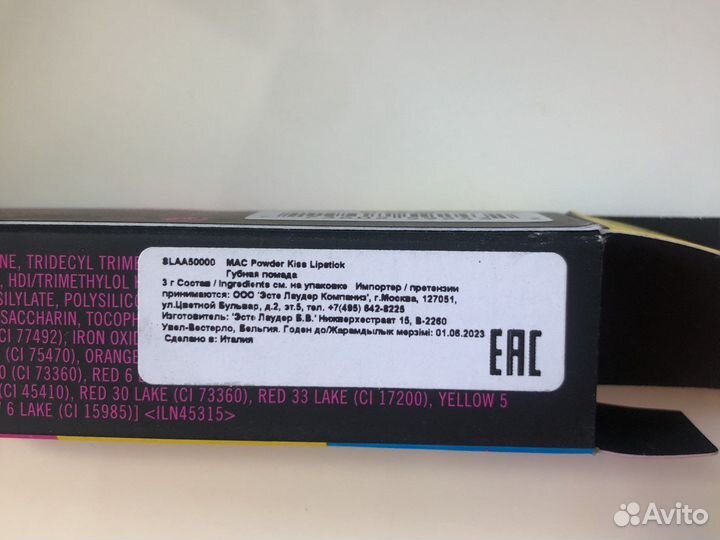 NE, TRIDECYL TRIME
SLAA50000 MAC Powder Kiss Lipstick
Губная помада
, HDI/TRIMETHYLOL
3 г Состав / Ingredients см. на упаковке Импортер / претензии
SILYLATE, POLYSILICO
принимаются: ООО "Эсте Лаудер Компаниз", г.Москва, 127051,
SACCHARIN, TOCOPH
ул.Цветной Бульвар, д.2, эт.5, тел. +7(495) 642-8225
CI 77492); IRON OXID
Изготовитель: "Эсте Лаудер Б.В." Нижверхестраат 15, B-2260
(CI 75470), ORANGE
Увел-Вестерло, Бельгия. Годен до/Жарамдылық мерзімі: 01.06.2023
Сделано в: Италия
EAC
0 (CI 73360), RED 6
(CI 45410), RED 30 LAKE (CI 73360), RED 33 LAKE (CI 17200), YELLOW 5
6 LAKE (CI 15985)] <ILN45315>
Avito